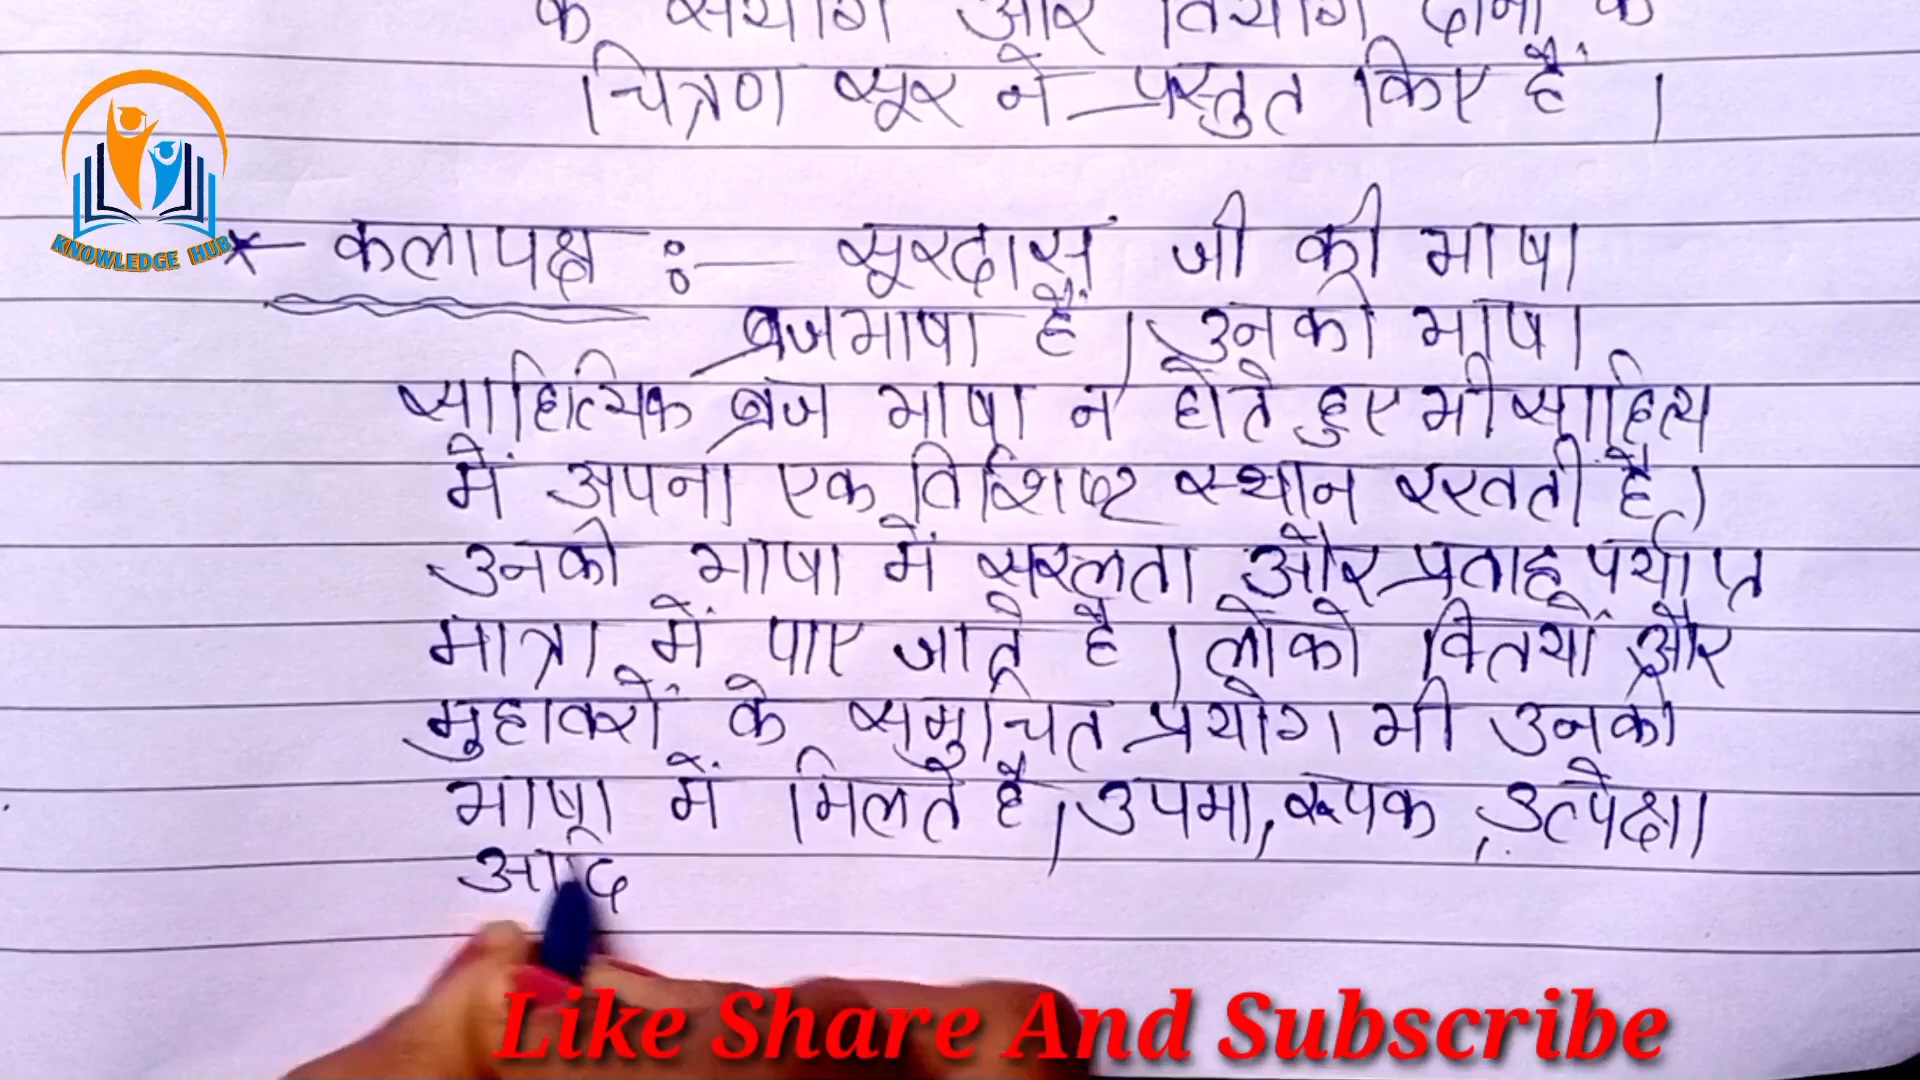 के संयोग और वियोग दोनों के
चित्रण सूर ने प्रस्तुत किए हैं ।
KNOWLEDGE HUB
* कलापक्ष :— सूरदास जी की भाषा
ब्रजभाषा है । उनकी भाषा
साहित्यिक ब्रज भाषा न होते हुए भी साहित्य
में अपना एक विशिष्ट स्थान रखती है ।
उनकी भाषा में सरलता और प्रवाह पर्याप्त
मात्रा में पाए जाते है । लोको क्तियों और
मुहावरों के समुचित प्रयोग भी उनकी
भाषा में मिलते है । उपमा, रूपक, उत्पेक्षा
आदि
Like Share And Subscribe